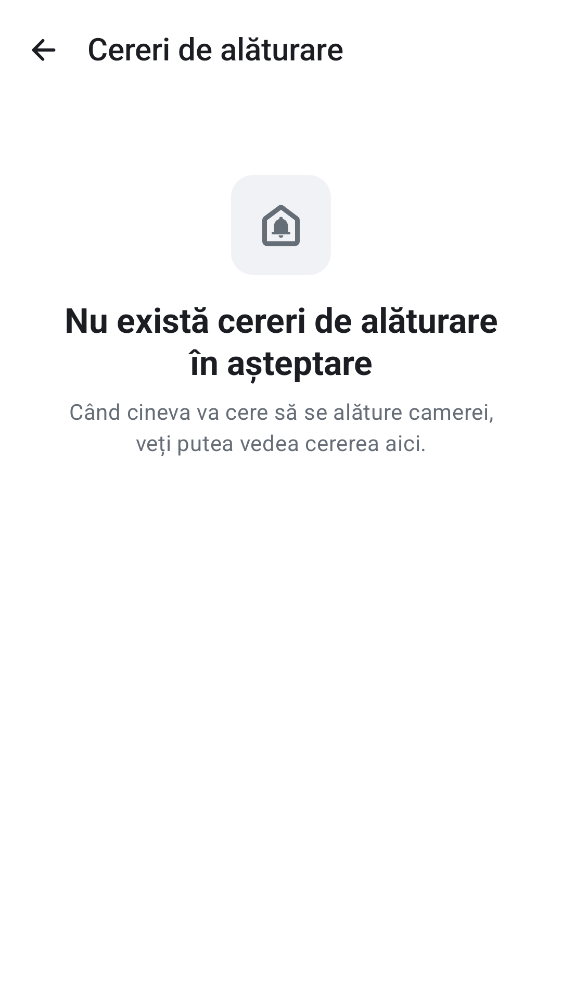 Cereri de alăturare
Nu există cereri de alăturare
în așteptare
Când cineva va cere să se alăture camerei,
veți putea vedea cererea aici.